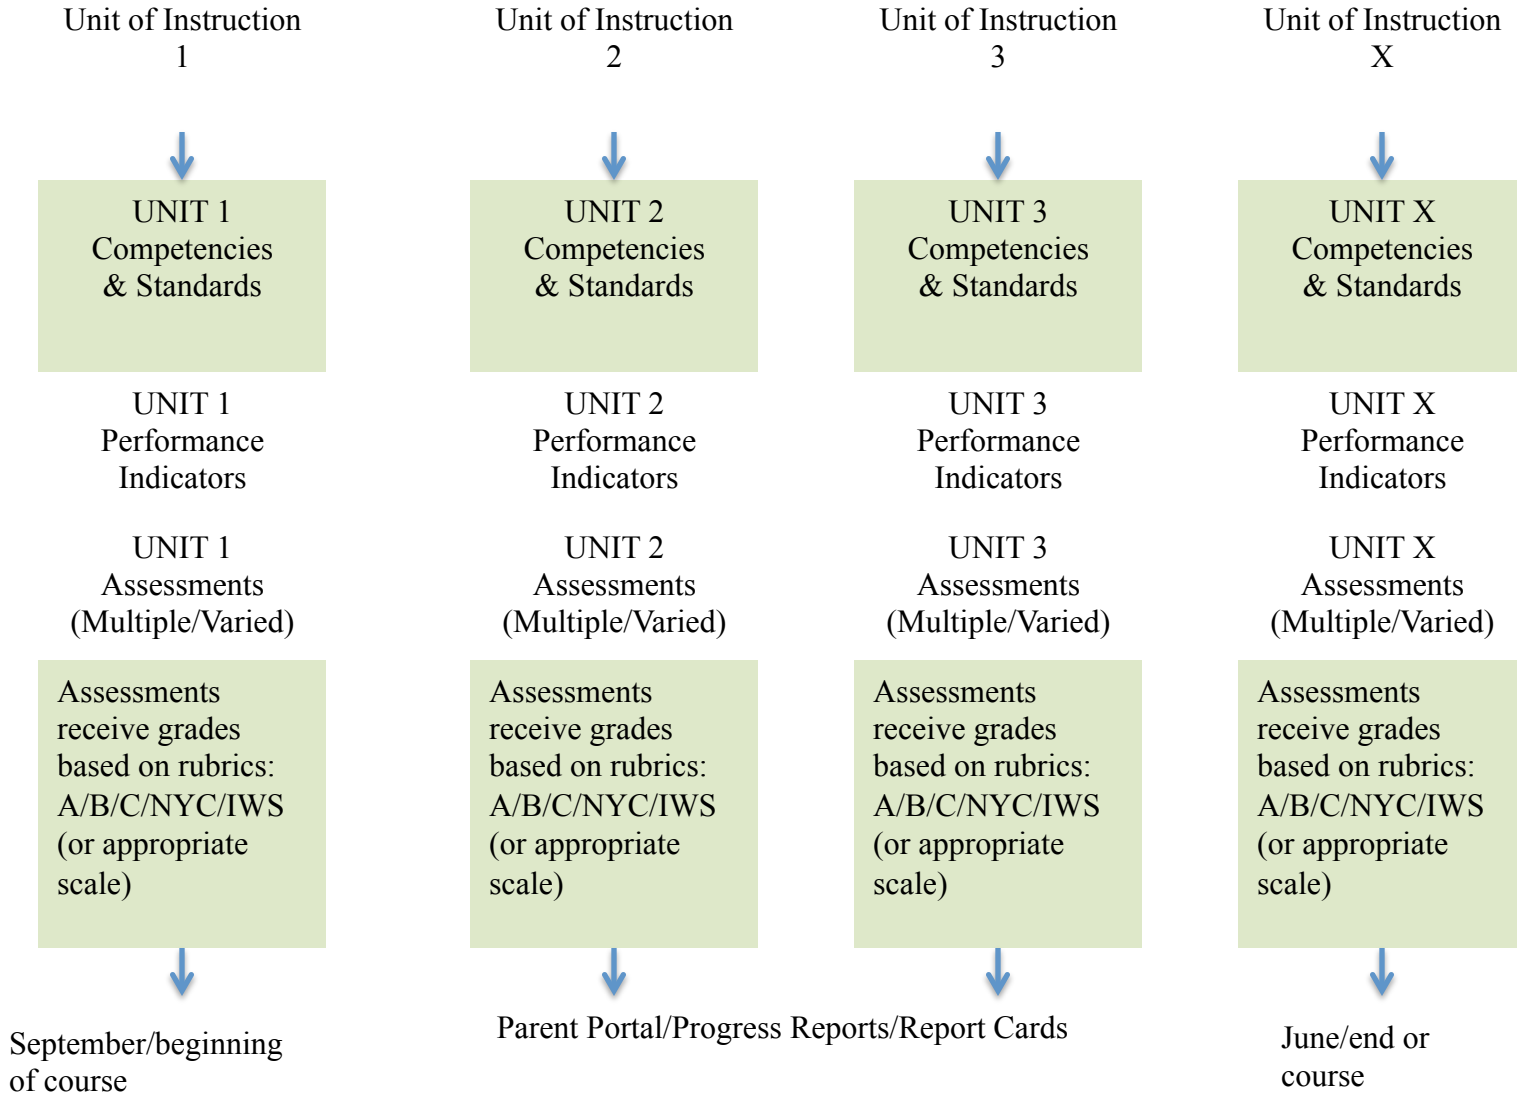 Unit of Instruction
1
Unit of Instruction
2
Unit of Instruction
3
Unit of Instruction
X
UNIT 1
Competencies
& Standards
UNIT 2
Competencies
& Standards
UNIT 3
Competencies
& Standards
UNIT X
Competencies
& Standards
UNIT 1
Performance
Indicators
UNIT 2
Performance
Indicators
UNIT 3
Performance
Indicators
UNIT X
Performance
Indicators
UNIT 1
Assessments
(Multiple/Varied)
UNIT 2
Assessments
(Multiple/Varied)
UNIT 3
Assessments
(Multiple/Varied)
UNIT X
Assessments
(Multiple/Varied)
Assessments
receive grades
based on rubrics:
A/B/C/NYC/IWS
(or appropriate
scale)
Assessments
receive grades
based on rubrics:
A/B/C/NYC/IWS
(or appropriate
scale)
Assessments
receive grades
based on rubrics:
A/B/C/NYC/IWS
(or appropriate
scale)
Assessments
receive grades
based on rubrics:
A/B/C/NYC/IWS
(or appropriate
scale)
September/beginning
of course
Parent Portal/Progress Reports/Report Cards
June/end or
course